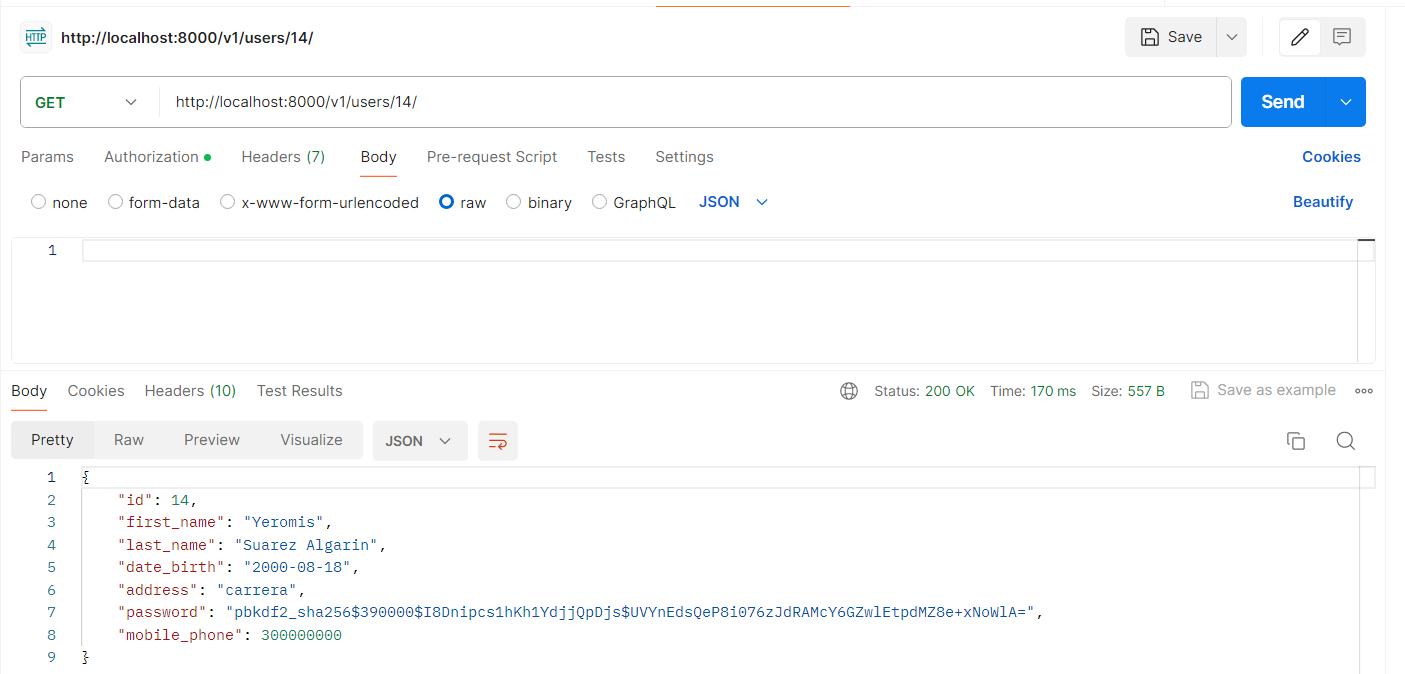 HTTP http://localhost:8000/v1/users/14/ Save
GET http://localhost:8000/v1/users/14/ Send
Params Authorization Headers (7) Body Pre-request Script Tests Settings Cookies
none form-data x-www-form-urlencoded raw binary GraphQL JSON Beautify
1
Body Cookies Headers (10) Test Results Status: 200 OK Time: 170 ms Size: 557 B Save as example
Pretty Raw Preview Visualize JSON
1 {
2 "id": 14,
3 "first_name": "Yeromis",
4 "last_name": "Suarez Algarin",
5 "date_birth": "2000-08-18",
6 "address": "carrera",
7 "password": "pbkdf2_sha256$390000$I8Dnipcs1hKh1YdjjQpDjs$UVYnEdsQeP8i076zJdRAMcY6GZwlEtpdMZ8e+xNoWlA=",
8 "mobile_phone": 300000000
9 }